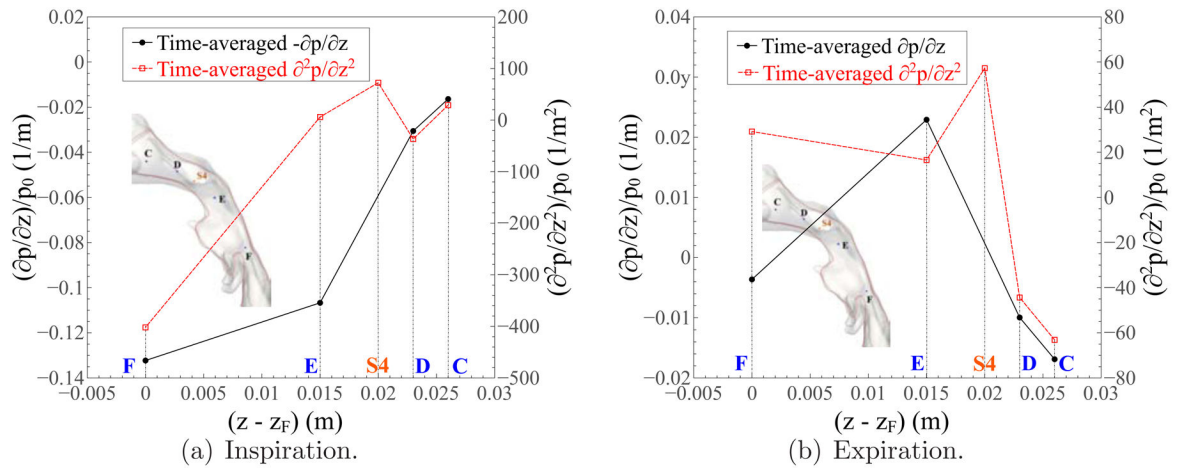 0.02
0
−0.02
−0.04
−0.06
−0.08
−0.1
−0.12
−0.14
(∂p/∂z)/p₀ (1/m)
200
100
0
−100
−200
−300
−400
−500
(∂²p/∂z²)/p₀ (1/m²)
Time-averaged -∂p/∂z
Time-averaged ∂²p/∂z²
C
D
S4
E
F
F E S4 D C
−0.005 0 0.005 0.01 0.015 0.02 0.025 0.03
(z - z_F) (m)
(a) Inspiration.
0.04
0.0y
0.02
0.01
0
−0.01
−0.02
(∂p/∂z)/p₀ (1/m)
80
60
40
20
0
−20
−40
−60
−80
(∂²p/∂z²)/p₀ (1/m²)
Time-averaged ∂p/∂z
Time-averaged ∂²p/∂z²
C
D
S4
E
F
F E S4 D C
−0.005 0 0.005 0.01 0.015 0.02 0.025 0.03
(z - z_F) (m)
(b) Expiration.